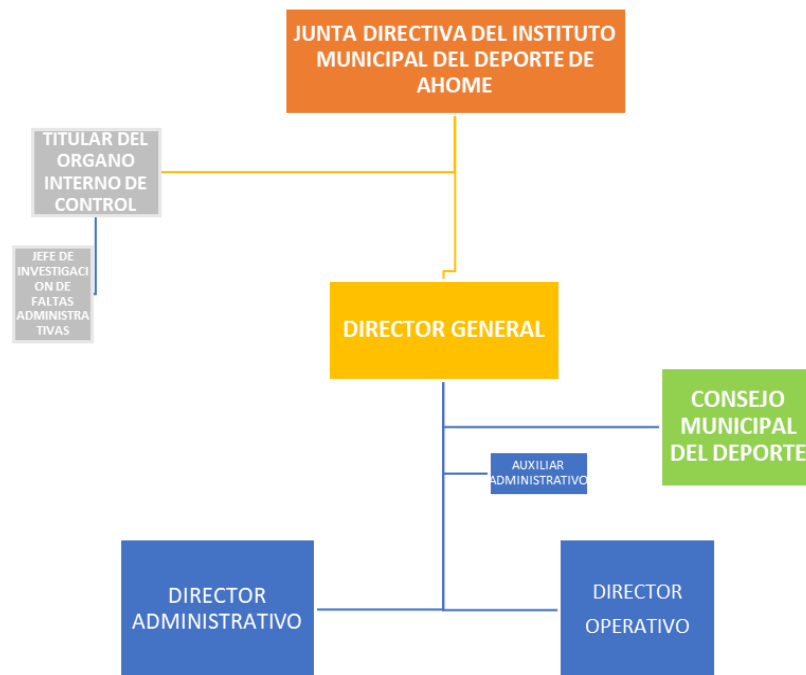 JUNTA DIRECTIVA DEL INSTITUTO
MUNICIPAL DEL DEPORTE DE
AHOME
TITULAR DEL
ORGANO
INTERNO DE
CONTROL
JEFE DE
INVESTIGACI
ON DE
FALTAS
ADMINISTRA
TIVAS
DIRECTOR GENERAL
CONSEJO
MUNICIPAL
DEL DEPORTE
AUXILIAR
ADMINISTRATIVO
DIRECTOR
ADMINISTRATIVO
DIRECTOR
OPERATIVO